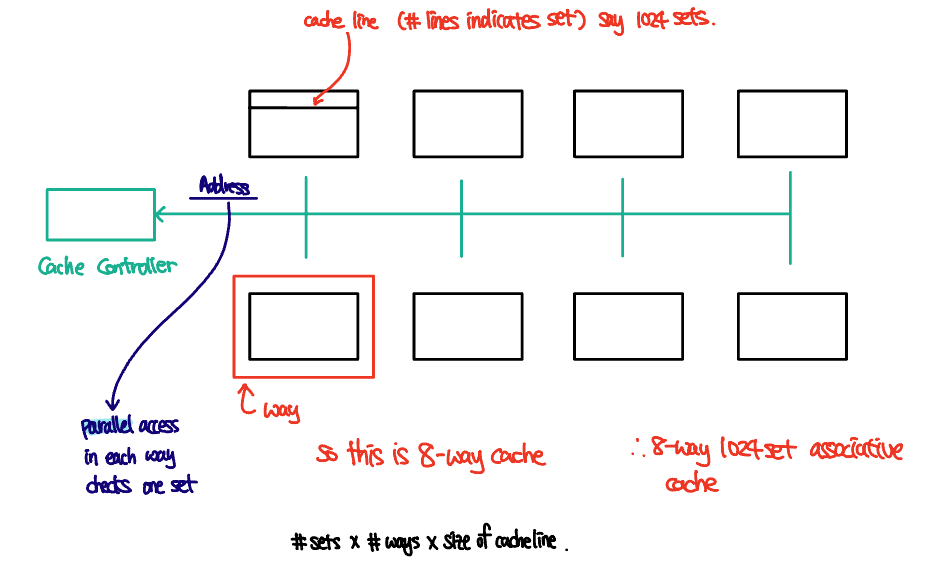 cache line (# lines indicates set) say 1024 sets.
Address
Cache Controller
way
parallel access
in each way
checks one set
So this is 8-way cache
∴ 8-way 1024 set associative
cache
# sets x # ways x size of cacheline.